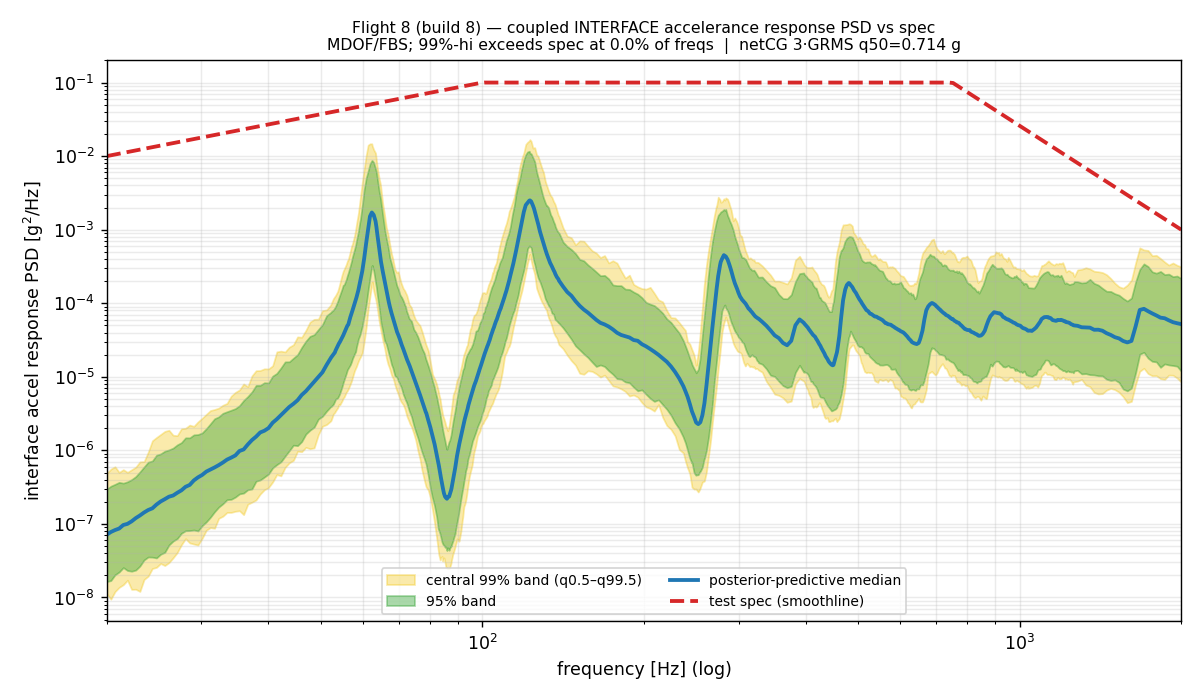 Flight 8 (build 8) — coupled INTERFACE accelerance response PSD vs spec
MDOF/FBS; 99%-hi exceeds spec at 0.0% of freqs | netCG 3·GRMS q50=0.714 g
interface accel response PSD [g²/Hz]
10⁻¹
10⁻²
10⁻³
10⁻⁴
10⁻⁵
10⁻⁶
10⁻⁷
10⁻⁸
central 99% band (q0.5–q99.5)
95% band
posterior-predictive median
test spec (smoothline)
10²
10³
frequency [Hz] (log)